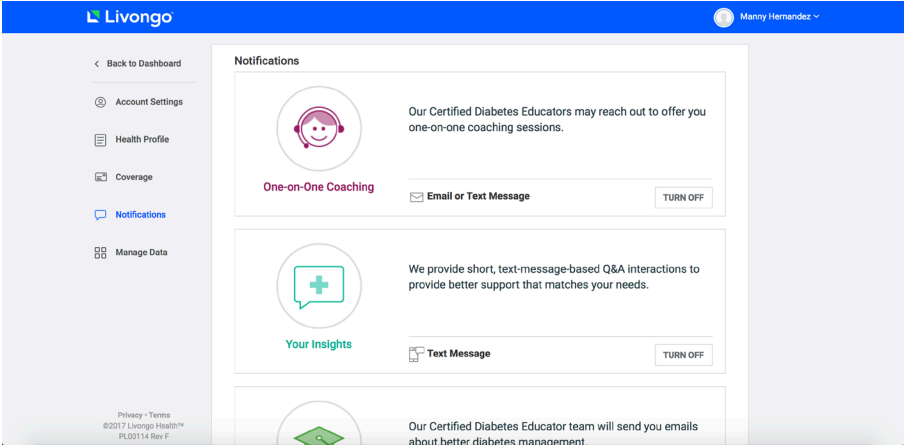 Livongo
Manny Hernandez
Back to Dashboard
Account Settings
Health Profile
Coverage
Notifications
Manage Data
Privacy • Terms
©2017 Livongo Health™
PL00114 Rev F
Notifications
One-on-One Coaching
Our Certified Diabetes Educators may reach out to offer you
one-on-one coaching sessions.
Email or Text Message
TURN OFF
Your Insights
We provide short, text-message-based Q&A interactions to
provide better support that matches your needs.
Text Message
TURN OFF
Our Certified Diabetes Educator team will send you emails
about better diabetes management